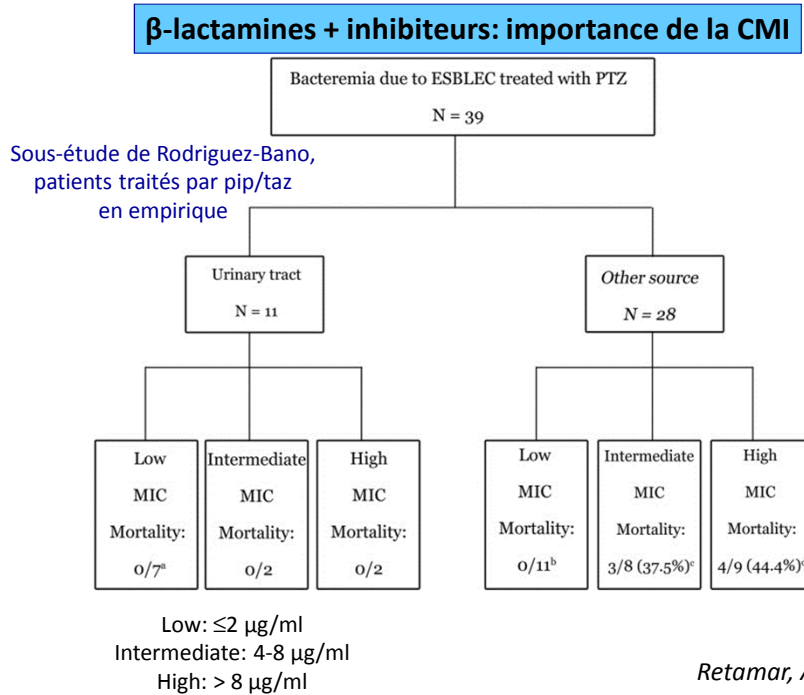 β-lactamines + inhibiteurs: importance de la CMI
Bacteremia due to ESBLEC treated with PTZ
N = 39
Sous-étude de Rodriguez-Bano,
patients traités par pip/taz
en empirique
Urinary tract
N = 11
Other source
N = 28
Low
MIC
Mortality:
0/7ᵃ
Intermediate
MIC
Mortality:
0/2
High
MIC
Mortality:
0/2
Low
MIC
Mortality:
0/11ᵇ
Intermediate
MIC
Mortality:
3/8 (37.5%)ᶜ
High
MIC
Mortality:
4/9 (44.4%)ᶜ
Low: ≤2 µg/ml
Intermediate: 4-8 µg/ml
High: > 8 µg/ml
Retamar,